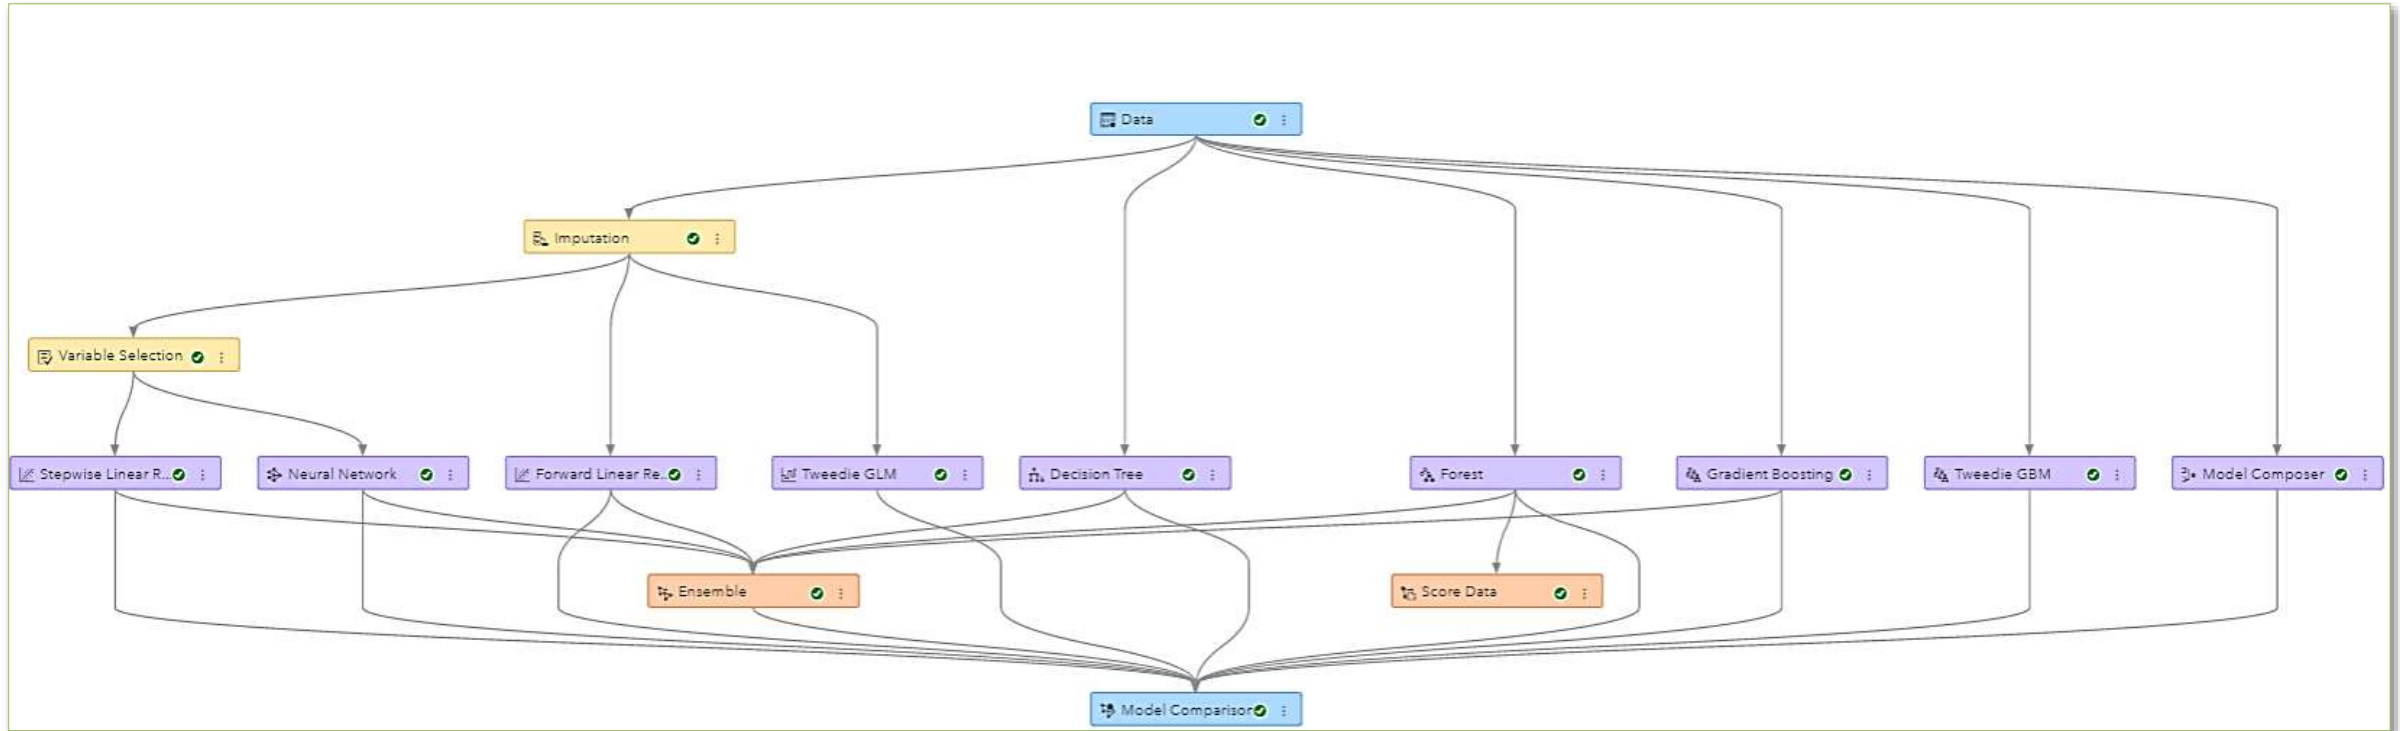 Data
Imputation
Variable Selection
Stepwise Linear R...
Neural Network
Forward Linear Re...
Tweedie GLM
Decision Tree
Forest
Gradient Boosting
Tweedie GBM
Model Composer
Ensemble
Score Data
Model Comparison